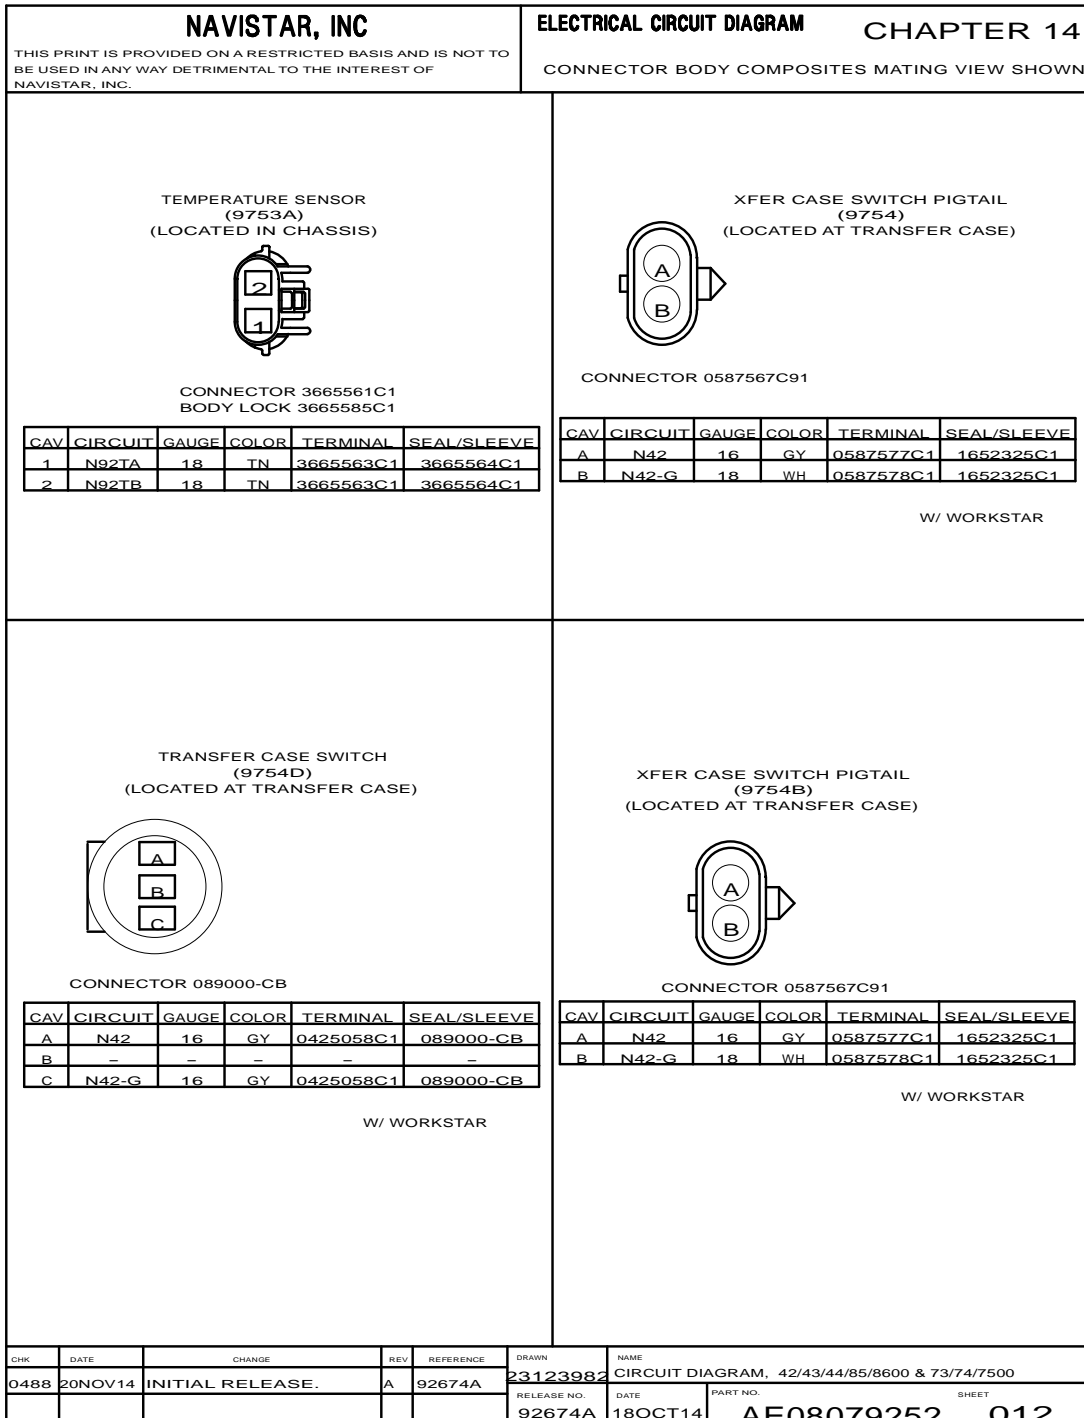 NAVISTAR, INC
THIS PRINT IS PROVIDED ON A RESTRICTED BASIS AND IS NOT TO
BE USED IN ANY WAY DETRIMENTAL TO THE INTEREST OF
NAVISTAR, INC.
ELECTRICAL CIRCUIT DIAGRAM CHAPTER 14
CONNECTOR BODY COMPOSITES MATING VIEW SHOWN
TEMPERATURE SENSOR
(9753A)
(LOCATED IN CHASSIS)
2
1
CONNECTOR 3665561C1
BODY LOCK 3665585C1
CAV CIRCUIT GAUGE COLOR TERMINAL SEAL/SLEEVE
1 N92TA 18 TN 3665563C1 3665564C1
2 N92TB 18 TN 3665563C1 3665564C1
XFER CASE SWITCH PIGTAIL
(9754)
(LOCATED AT TRANSFER CASE)
A
B
CONNECTOR 0587567C91
CAV CIRCUIT GAUGE COLOR TERMINAL SEAL/SLEEVE
A N42 16 GY 0587577C1 1652325C1
B N42-G 18 WH 0587578C1 1652325C1
W/ WORKSTAR
TRANSFER CASE SWITCH
(9754D)
(LOCATED AT TRANSFER CASE)
A
B
C
CONNECTOR 089000-CB
CAV CIRCUIT GAUGE COLOR TERMINAL SEAL/SLEEVE
A N42 16 GY 0425058C1 089000-CB
B – – – – –
C N42-G 16 GY 0425058C1 089000-CB
W/ WORKSTAR
XFER CASE SWITCH PIGTAIL
(9754B)
(LOCATED AT TRANSFER CASE)
A
B
CONNECTOR 0587567C91
CAV CIRCUIT GAUGE COLOR TERMINAL SEAL/SLEEVE
A N42 16 GY 0587577C1 1652325C1
B N42-G 18 WH 0587578C1 1652325C1
W/ WORKSTAR
CHK DATE CHANGE REV REFERENCE
0488 20NOV14 INITIAL RELEASE. A 92674A
DRAWN
23123982
NAME
CIRCUIT DIAGRAM, 42/43/44/85/8600 & 73/74/7500
RELEASE NO. DATE PART NO. SHEET
92674A 18OCT14 AE08079252 012